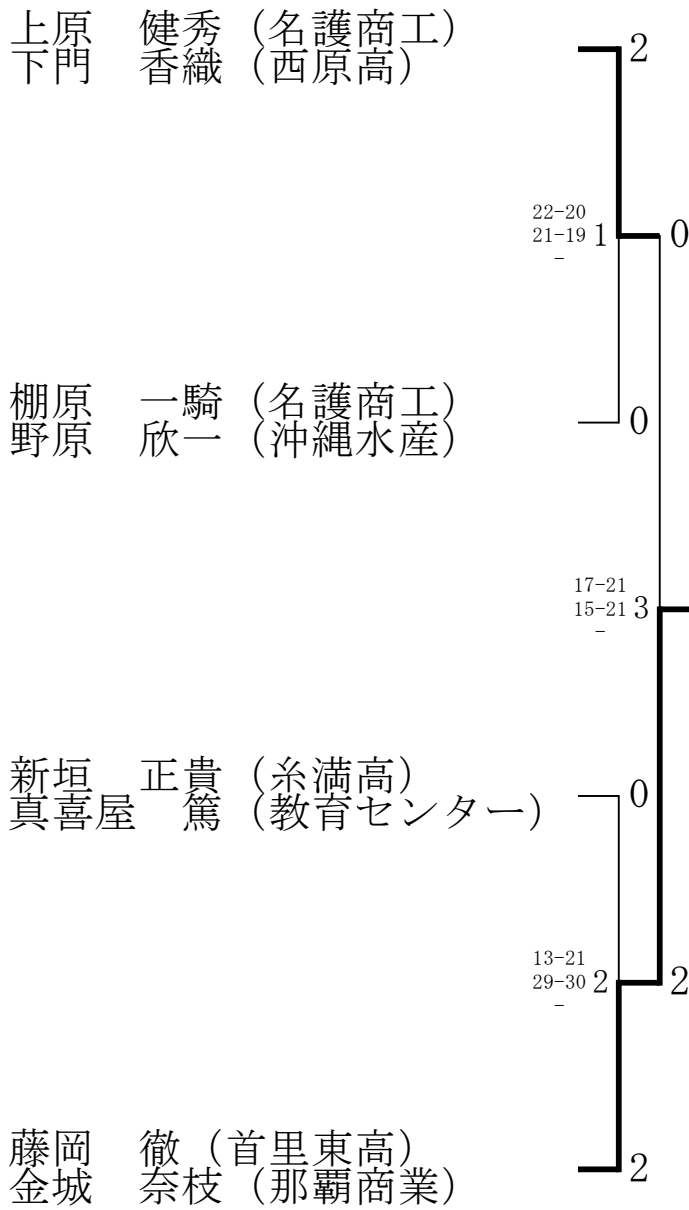 上原　健秀（名護商工）
下門　香織（西原高）
2
22-20
21-19 1
-
0
棚原　一騎（名護商工）
野原　欣一（沖縄水産）
0
17-21
15-21 3
-
新垣　正貴（糸満高）
真喜屋　篤（教育センター）
0
13-21
29-30 2
-
2
藤岡　徹（首里東高）
金城　奈枝（那覇商業）
2